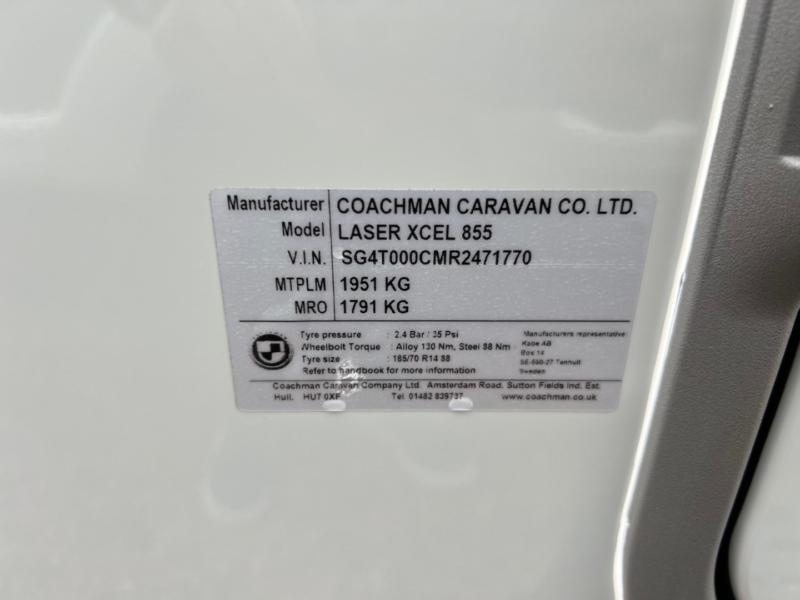 Manufacturer COACHMAN CARAVAN CO. LTD.
Model LASER XCEL 855
V.I.N. SG4T000CMR2471770
MTPLM 1951 KG
MRO 1791 KG
Tyre pressure : 2.4 Bar / 35 Psi
Wheelbolt Torque : Alloy 130 Nm, Steel 88 Nm
Tyre size : 185/70 R14 88
Refer to handbook for more information
Manufacturers representative:
Kabe AB
Box 14
Sweden
Coachman Caravan Company Ltd. Amsterdam Road. Sutton Fields Ind. Est.
Hull. HU7 0XF Tel. 01482 839737 www.coachman.co.uk